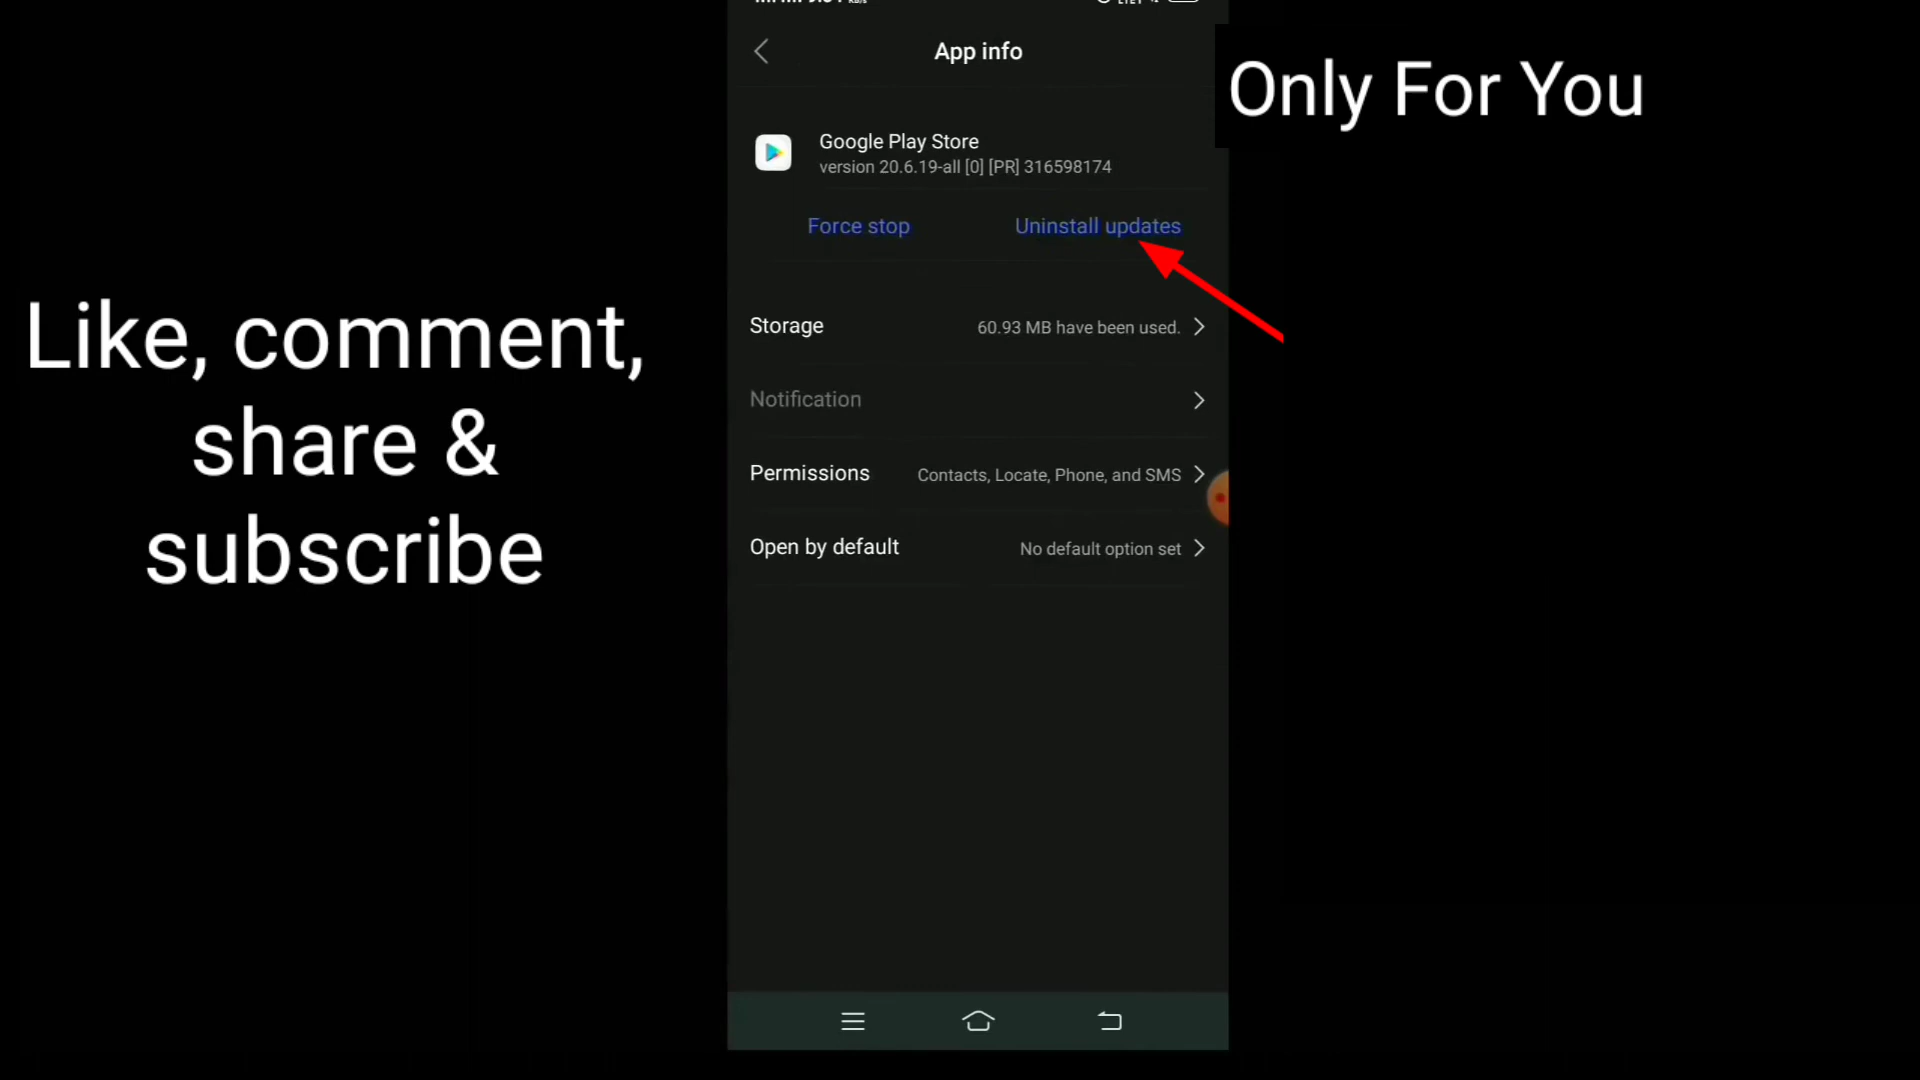 App info
Only For You
Google Play Store
version 20.6.19-all [0] [PR] 316598174
Force stop
Uninstall updates
Like, comment,
share &
subscribe
Storage
60.93 MB have been used.
Notification
Permissions
Contacts, Locate, Phone, and SMS
Open by default
No default option set